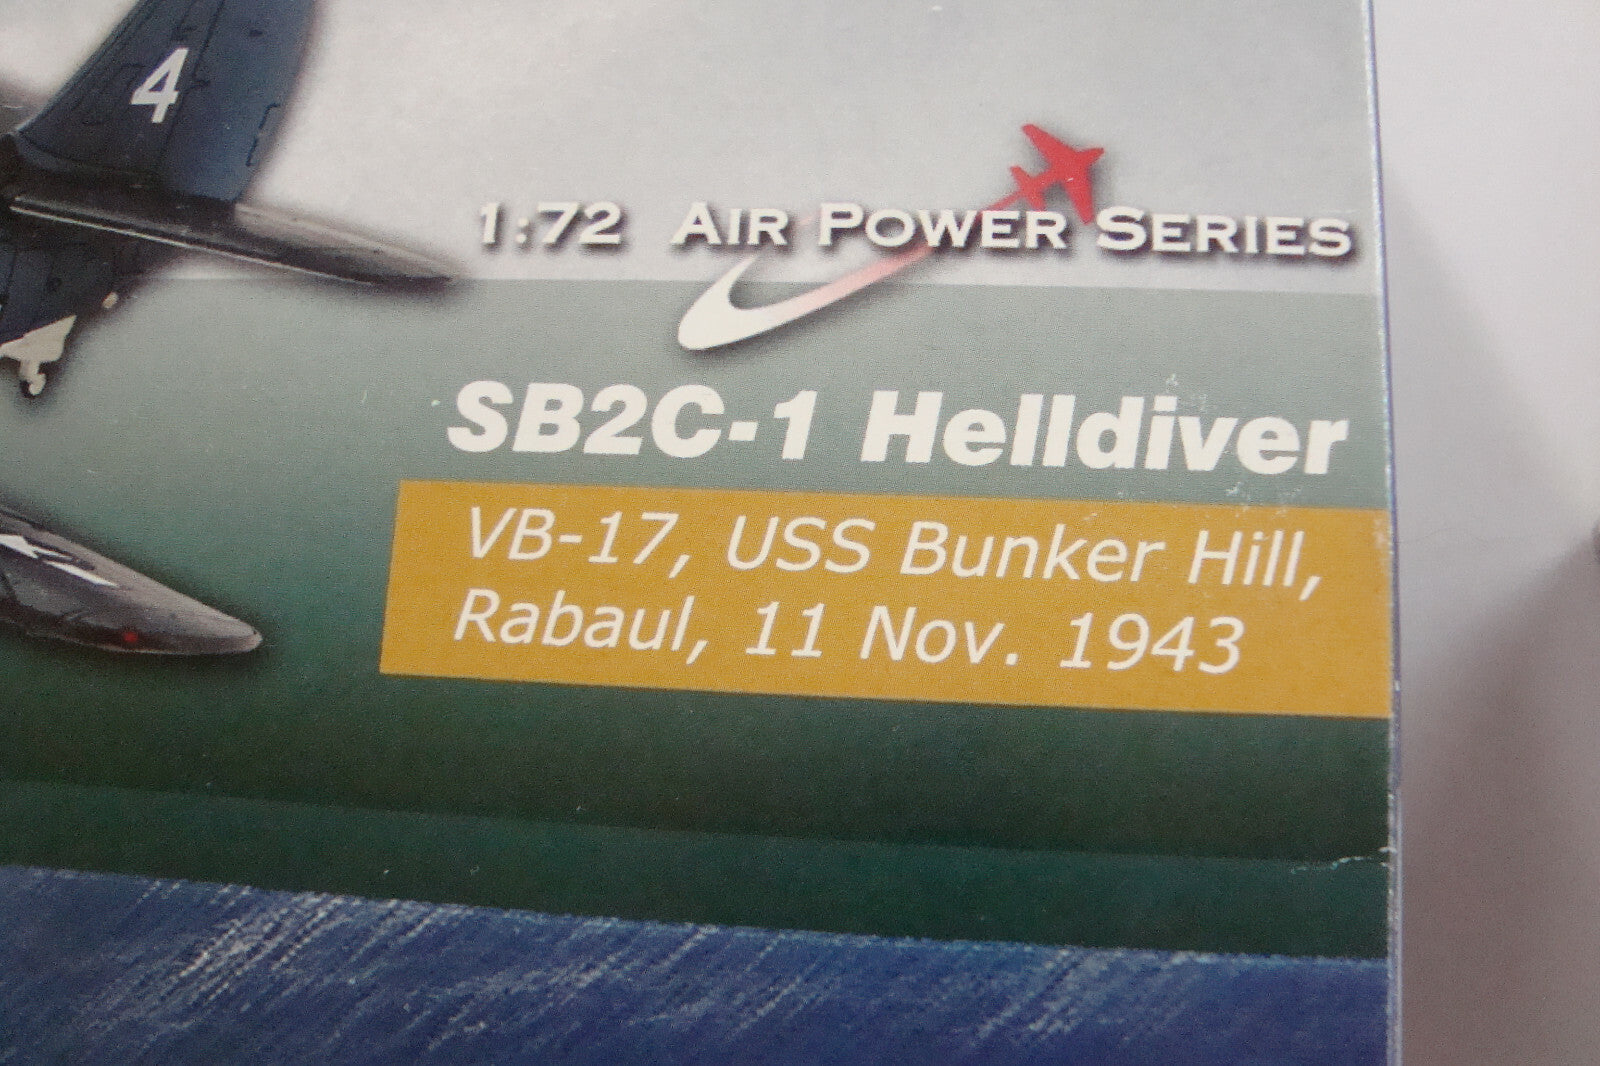 4
1:72 AIR POWER SERIES
SB2C-1 Helldiver
VB-17, USS Bunker Hill,
Rabaul, 11 Nov. 1943